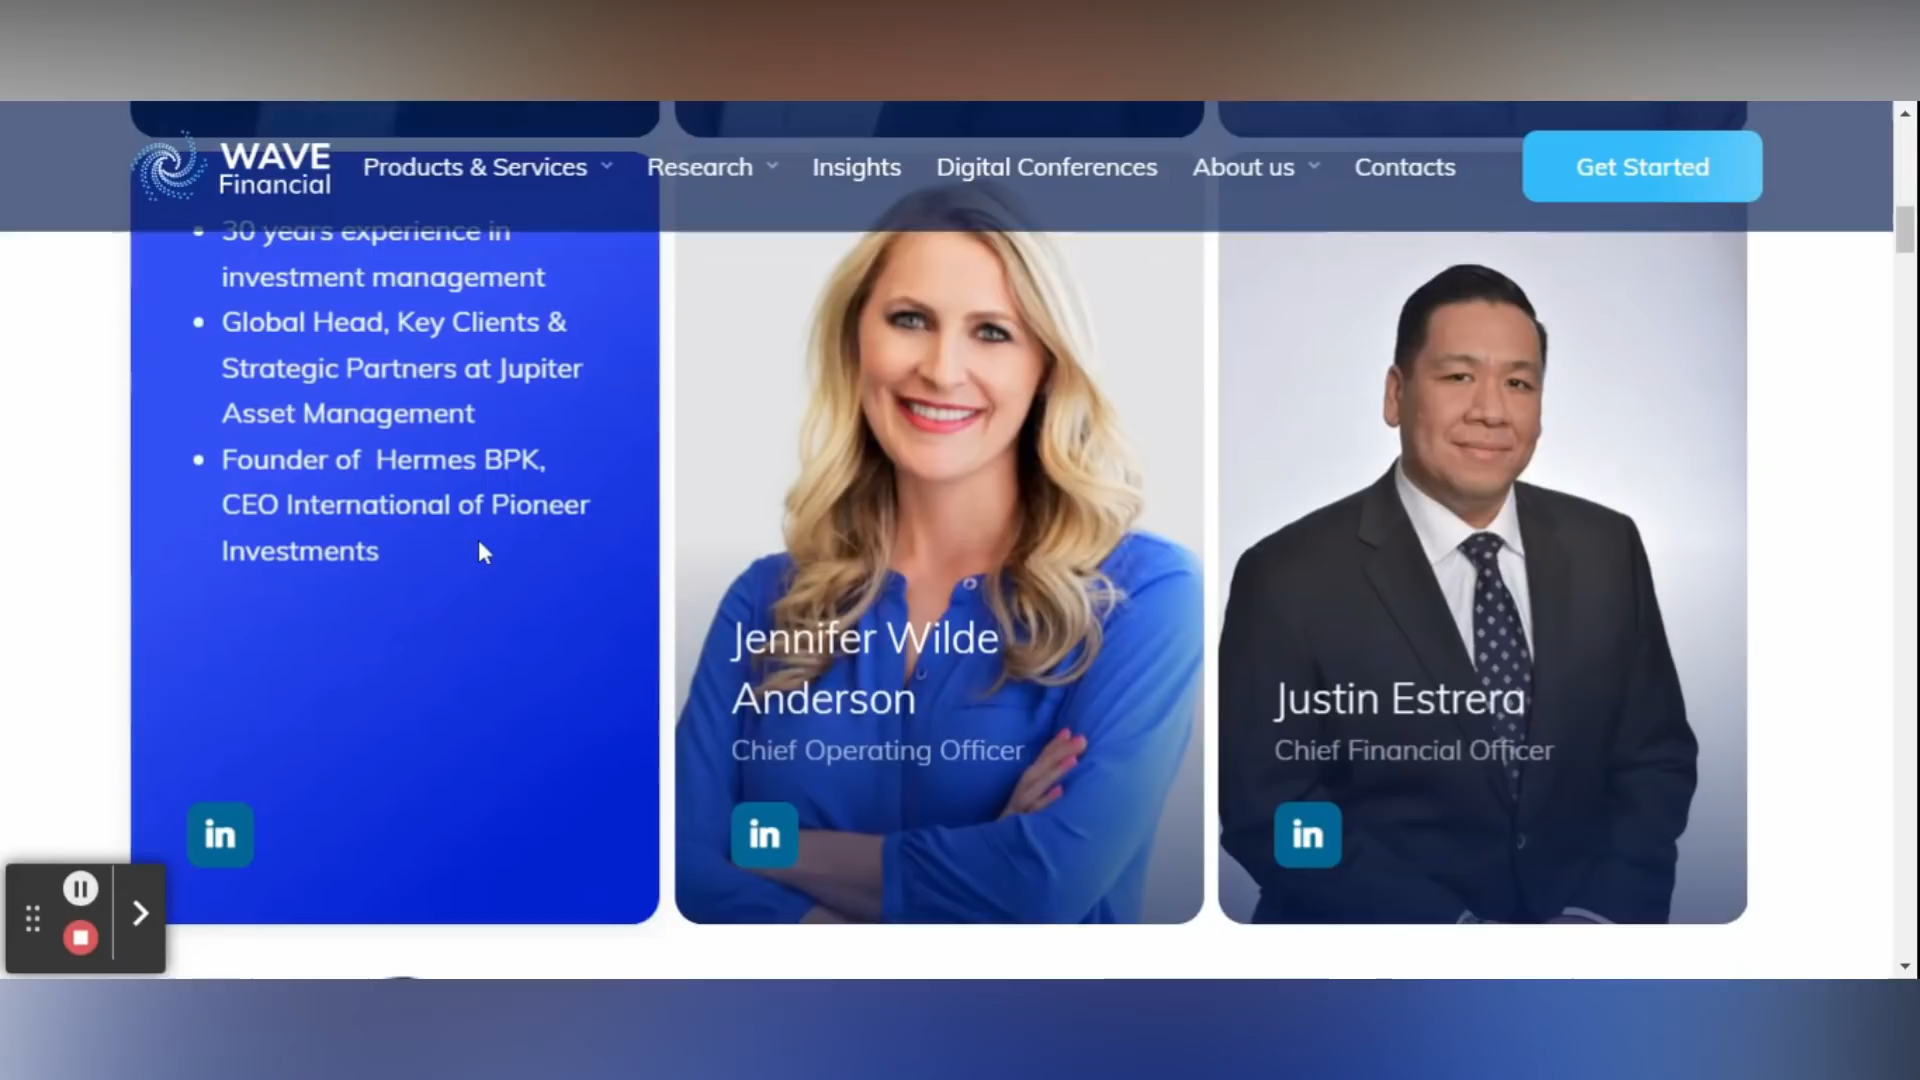 WAVE
Financial
Products & Services
Research
Insights
Digital Conferences
About us
Contacts
Get Started
30 years experience in
investment management
Global Head, Key Clients &
Strategic Partners at Jupiter
Asset Management
Founder of Hermes BPK,
CEO International of Pioneer
Investments
in
Jennifer Wilde
Anderson
Chief Operating Officer
in
Justin Estrera
Chief Financial Officer
in